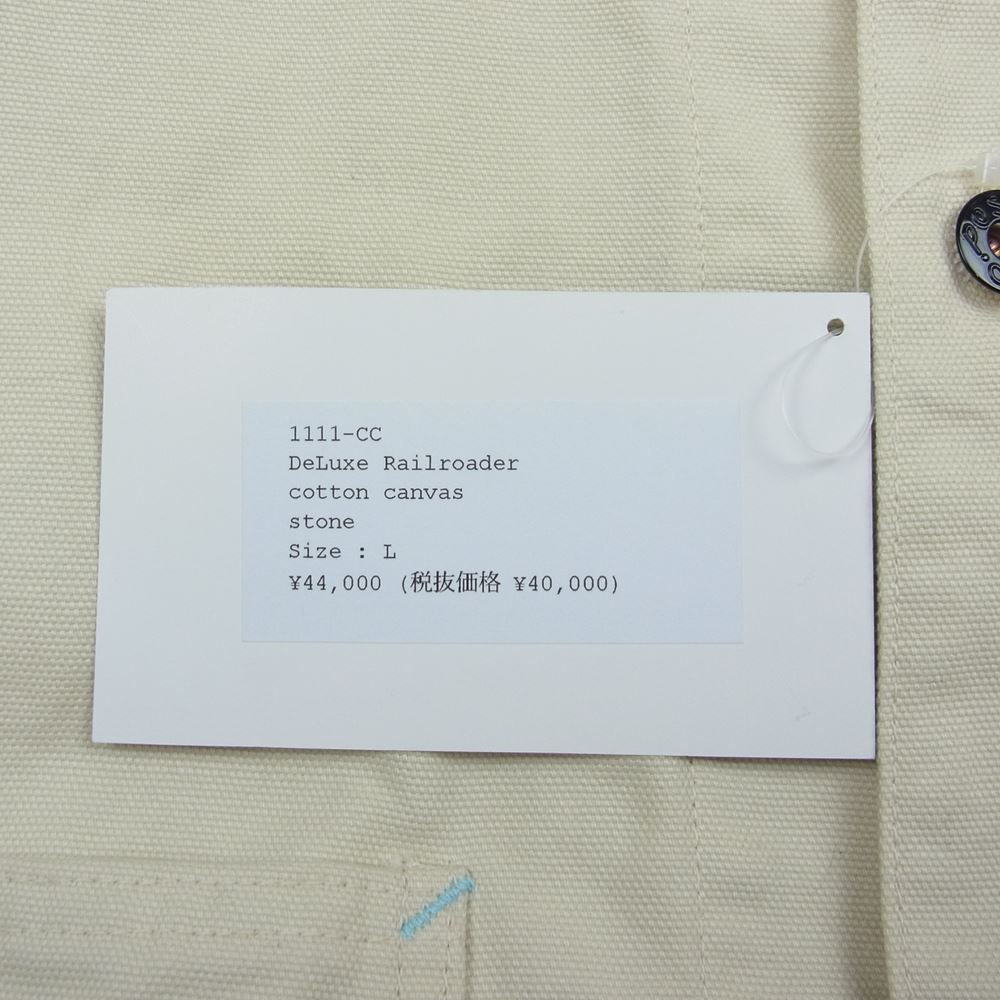 1111-CC
DeLuxe Railroader
cotton canvas
stone
Size : L
¥44,000 (税抜価格 ¥40,000)